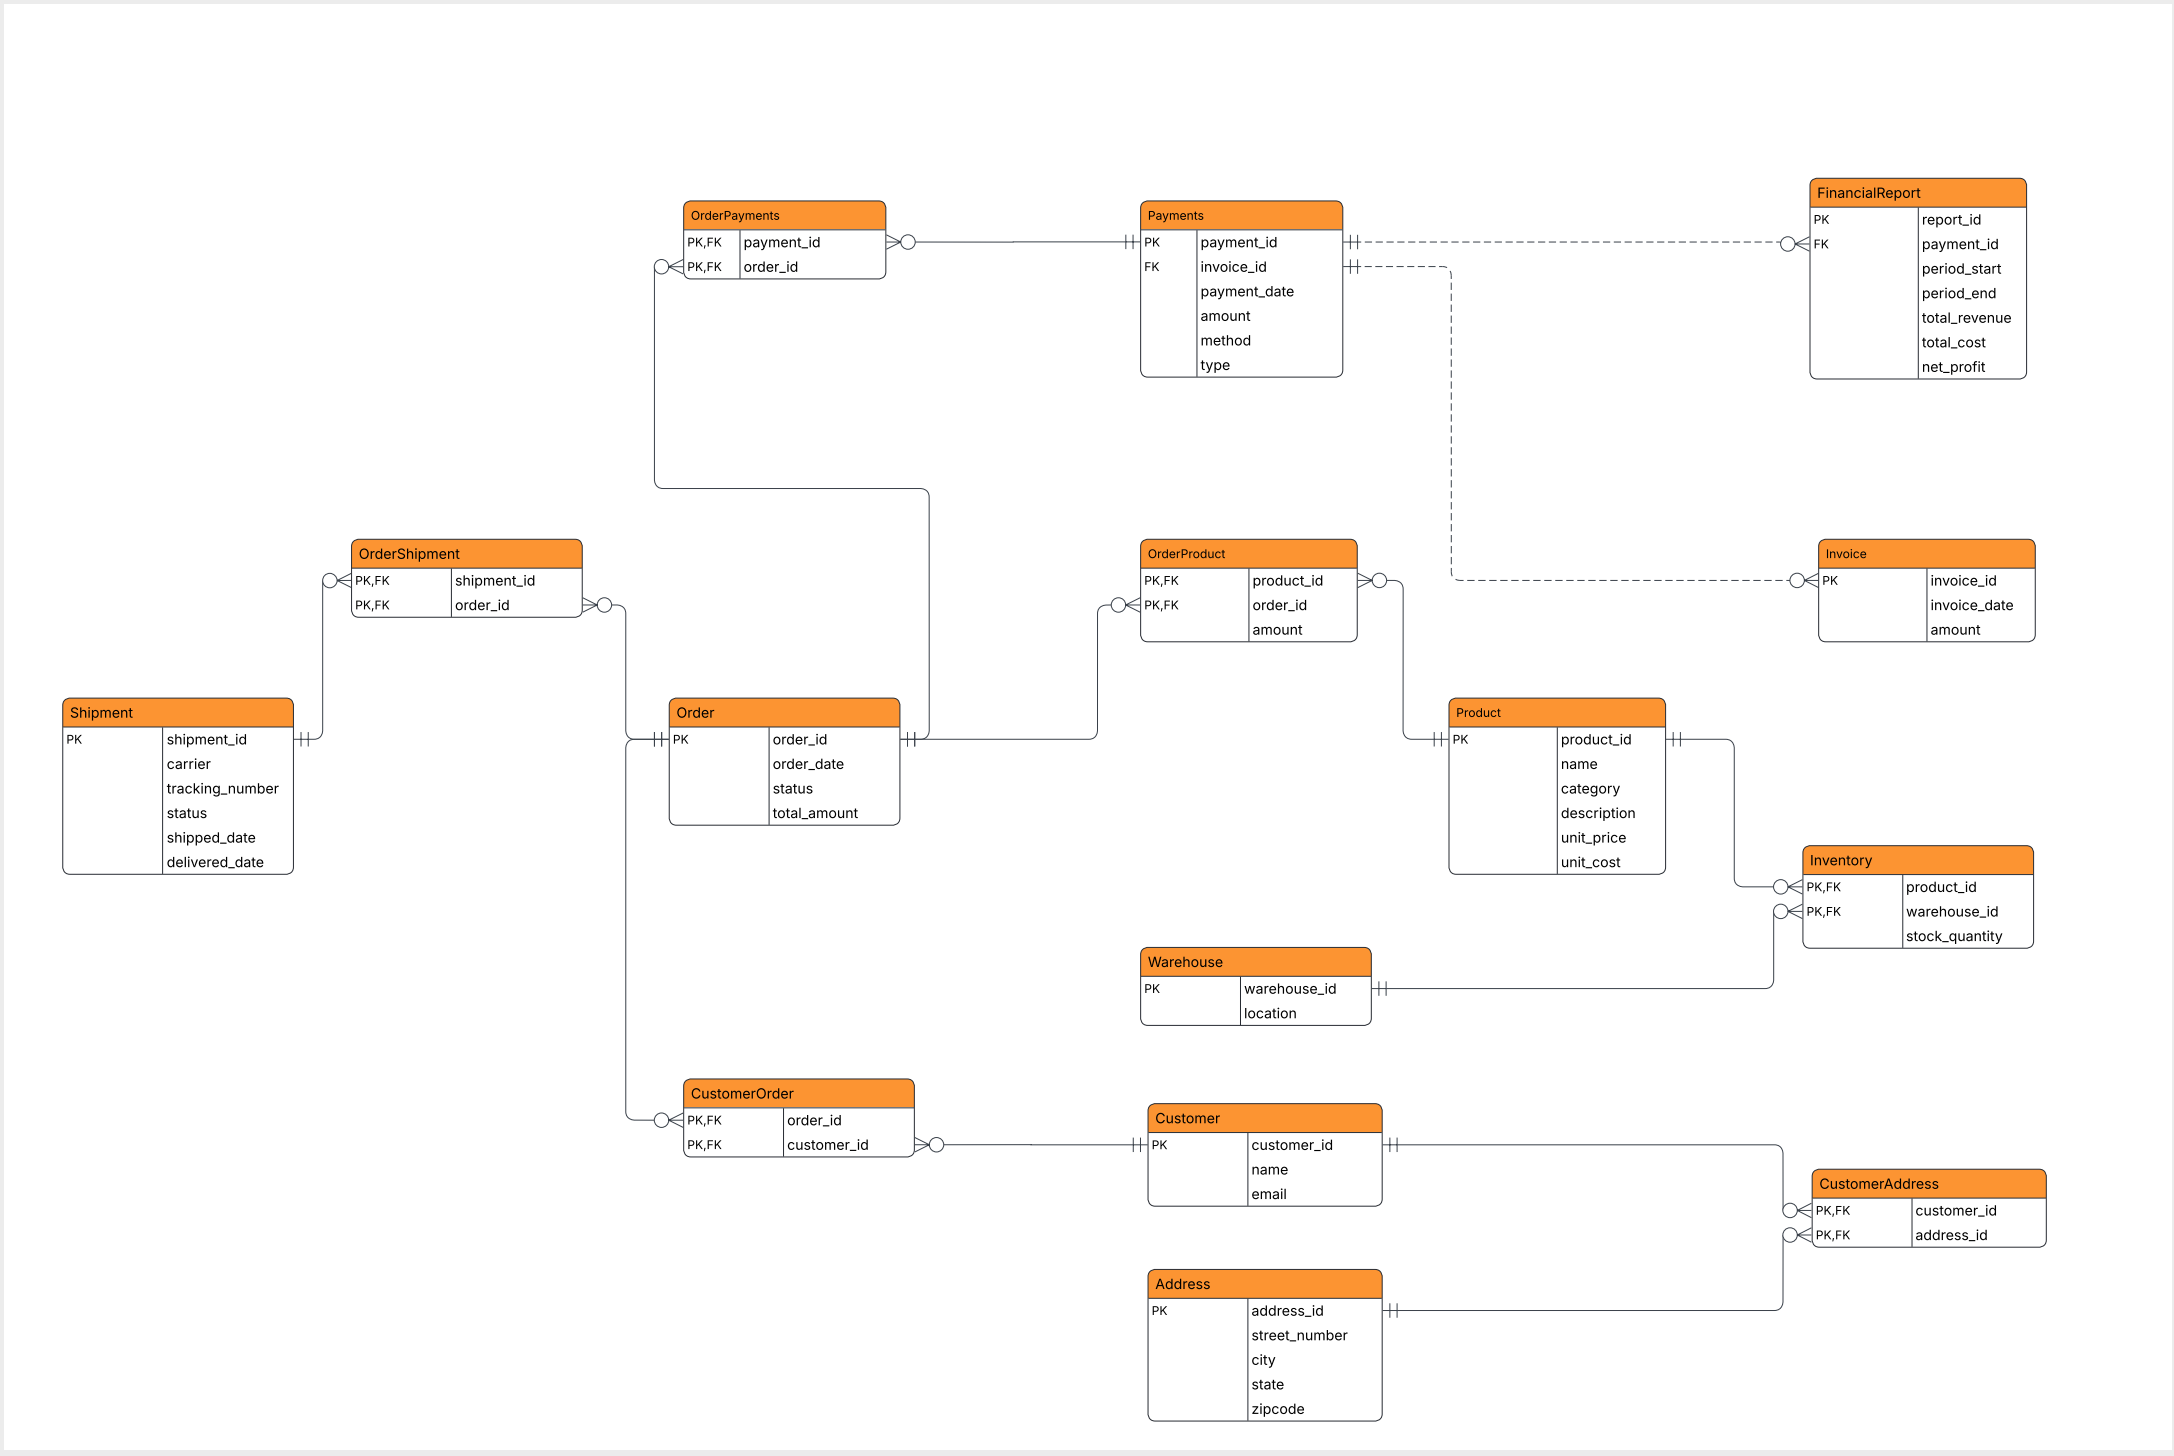 OrderPayments
PK,FK payment_id
PK,FK order_id
Payments
PK payment_id
FK invoice_id
payment_date
amount
method
type
FinancialReport
PK report_id
FK payment_id
period_start
period_end
total_revenue
total_cost
net_profit
OrderShipment
PK,FK shipment_id
PK,FK order_id
OrderProduct
PK,FK product_id
PK,FK order_id
amount
Invoice
PK invoice_id
invoice_date
amount
Shipment
PK shipment_id
carrier
tracking_number
status
shipped_date
delivered_date
Order
PK order_id
order_date
status
total_amount
Product
PK product_id
name
category
description
unit_price
unit_cost
Inventory
PK,FK product_id
PK,FK warehouse_id
stock_quantity
Warehouse
PK warehouse_id
location
CustomerOrder
PK,FK order_id
PK,FK customer_id
Customer
PK customer_id
name
email
CustomerAddress
PK,FK customer_id
PK,FK address_id
Address
PK address_id
street_number
city
state
zipcode